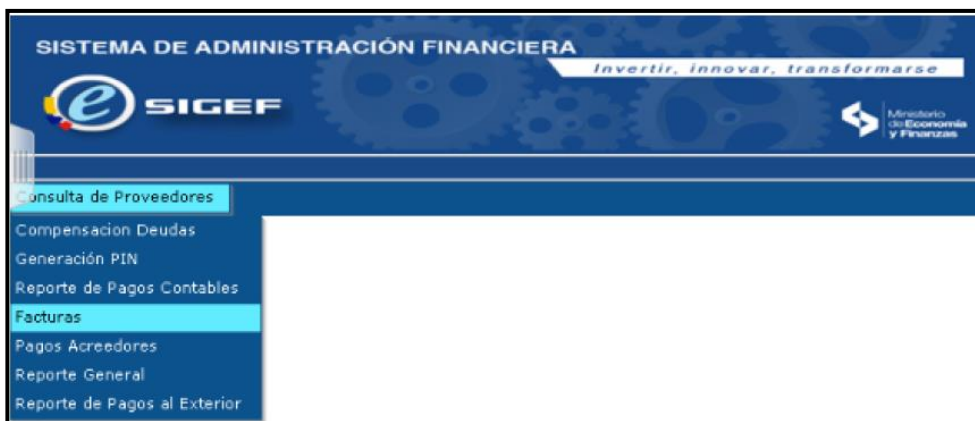 SISTEMA DE ADMINISTRACIÓN FINANCIERA
Invertir, innovar, transformarse
e SIGEF
Ministerio
de Economía
y Finanzas
Consulta de Proveedores
Compensacion Deudas
Generación PIN
Reporte de Pagos Contables
Facturas
Pagos Acreedores
Reporte General
Reporte de Pagos al Exterior